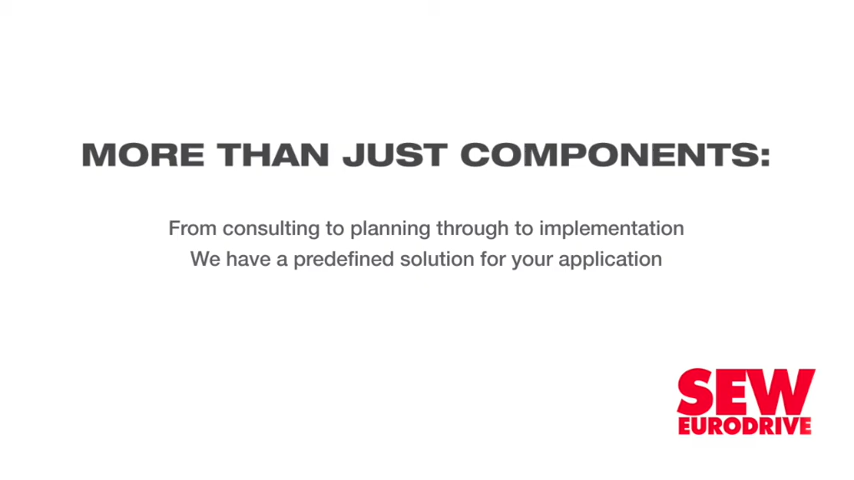 MORE THAN JUST COMPONENTS:
From consulting to planning through to implementation
We have a predefined solution for your application
SEW
EURODRIVE